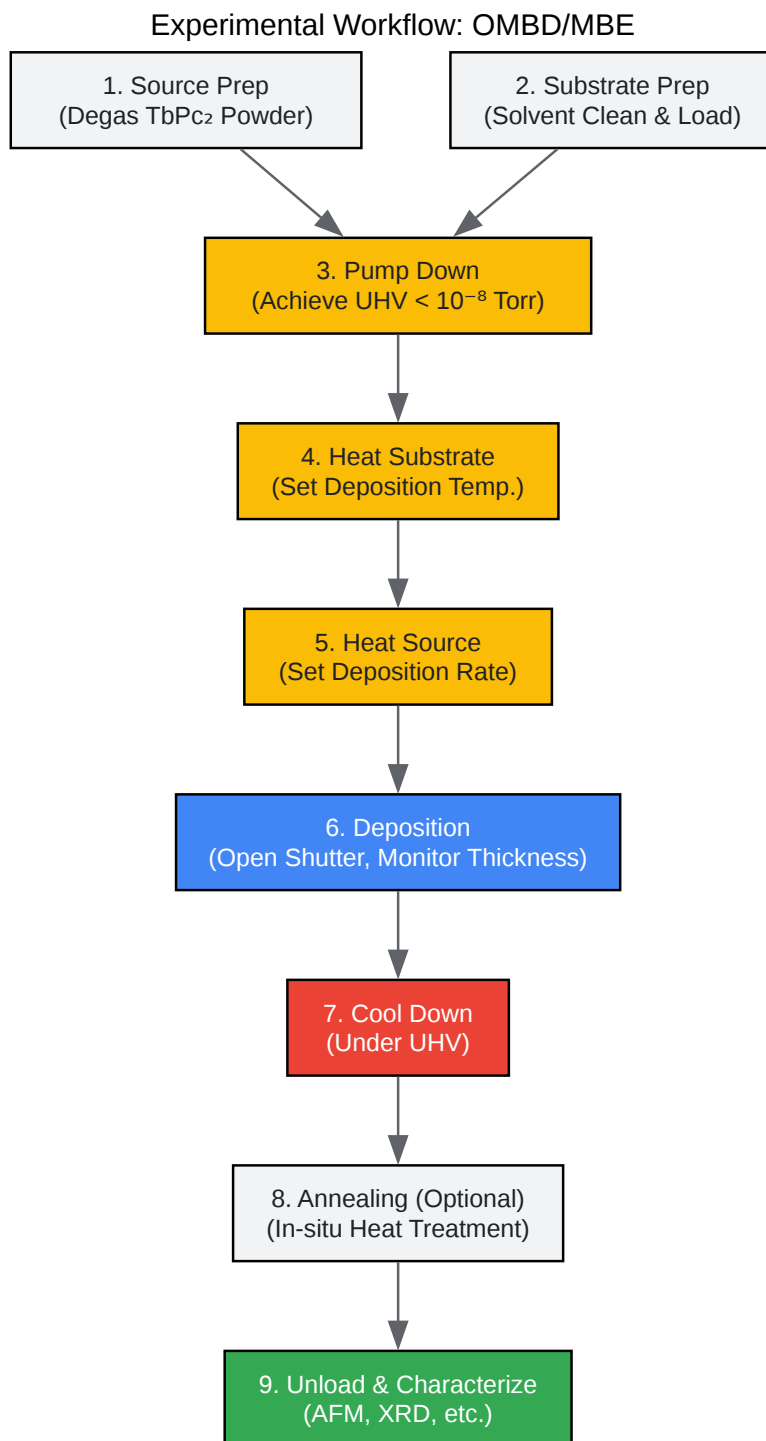 Experimental Workflow: OMBD/MBE
1. Source Prep
(Degas TbPc₂ Powder)
2. Substrate Prep
(Solvent Clean & Load)
3. Pump Down
(Achieve UHV < 10⁻⁸ Torr)
4. Heat Substrate
(Set Deposition Temp.)
5. Heat Source
(Set Deposition Rate)
6. Deposition
(Open Shutter, Monitor Thickness)
7. Cool Down
(Under UHV)
8. Annealing (Optional)
(In-situ Heat Treatment)
9. Unload & Characterize
(AFM, XRD, etc.)